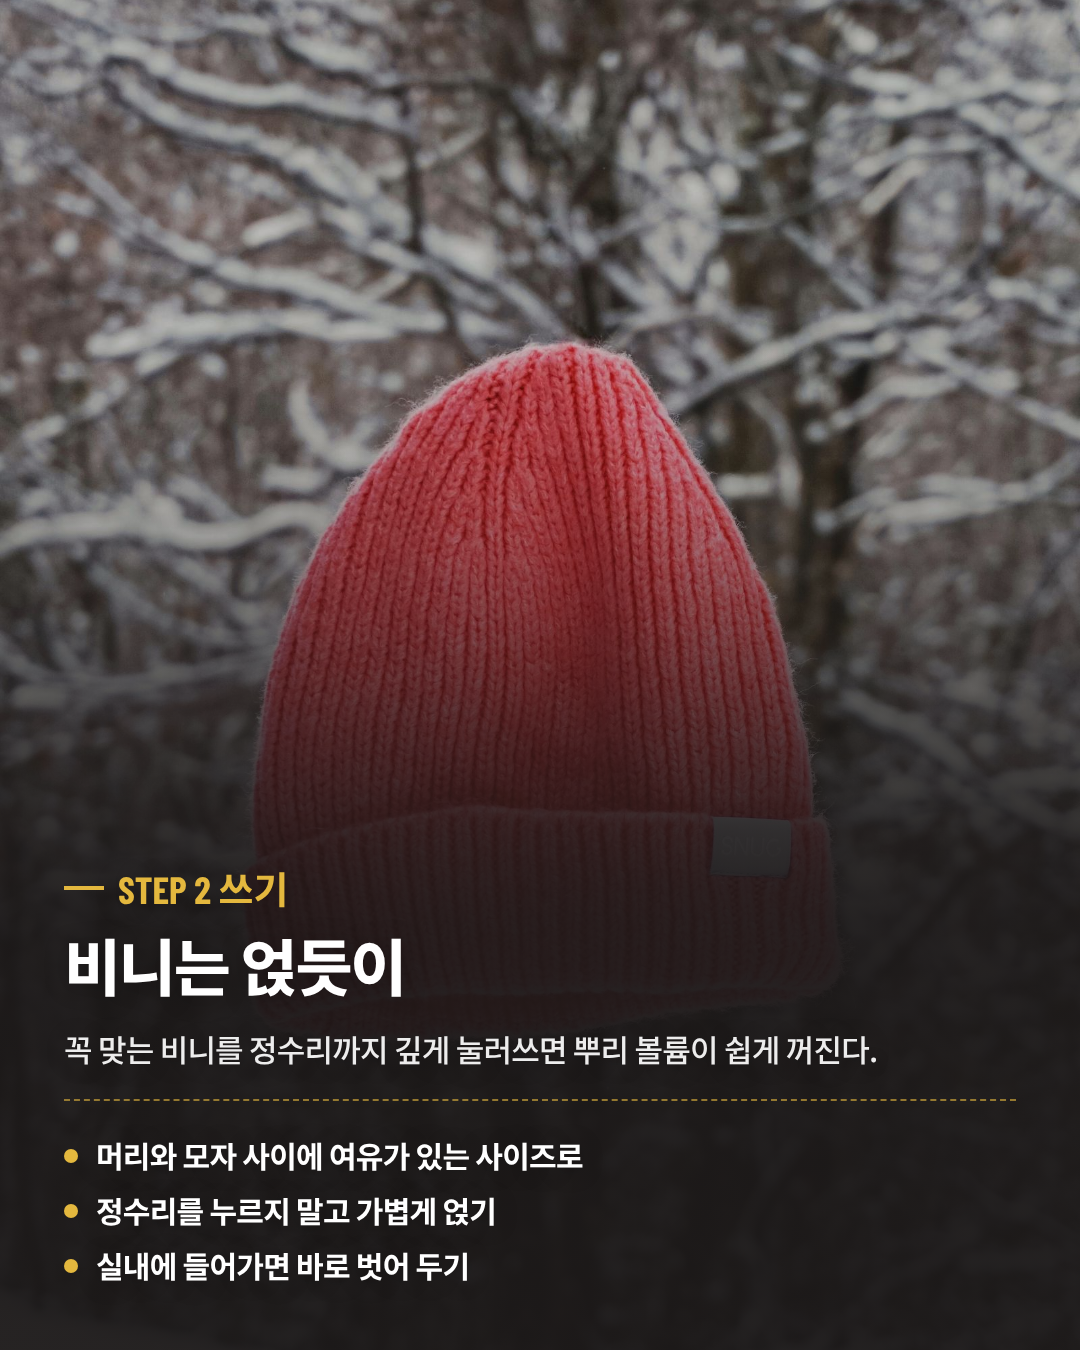 STEP 2 쓰기
비니는 얹듯이
꼭 맞는 비니를 정수리까지 깊게 눌러쓰면 뿌리 볼륨이 쉽게 꺼진다.
머리와 모자 사이에 여유가 있는 사이즈로
정수리를 누르지 말고 가볍게 얹기
실내에 들어가면 바로 벗어 두기